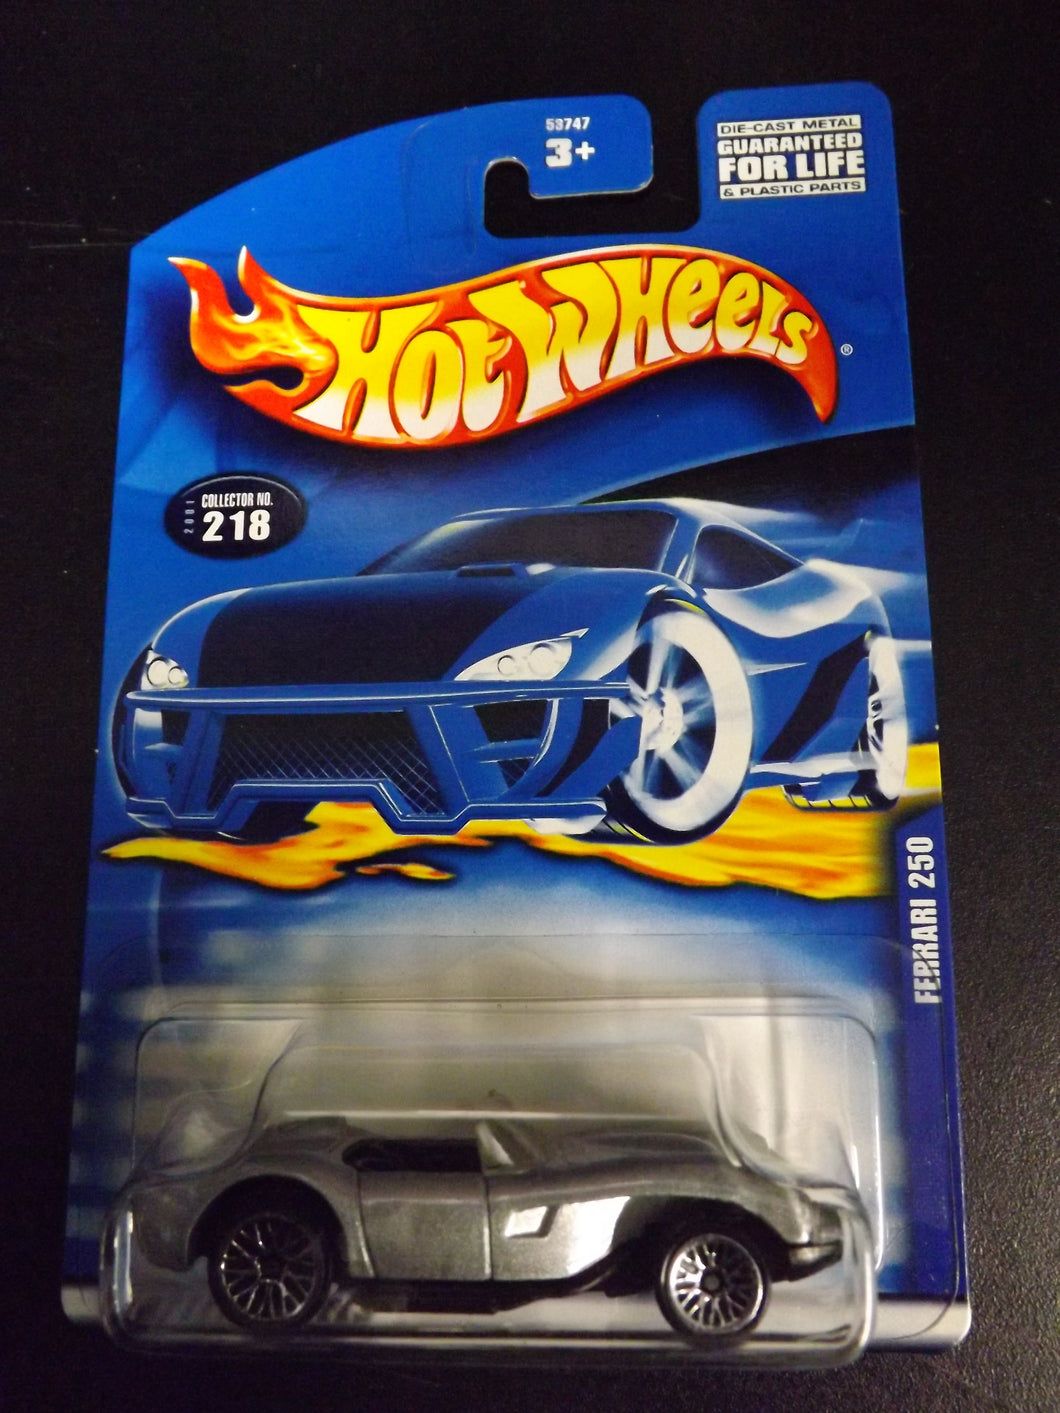 53747
3+
DIE-CAST METAL
GUARANTEED
FOR LIFE
& PLASTIC PARTS
HOT WHEELS®
2001
COLLECTOR NO.
218
FERRARI 250